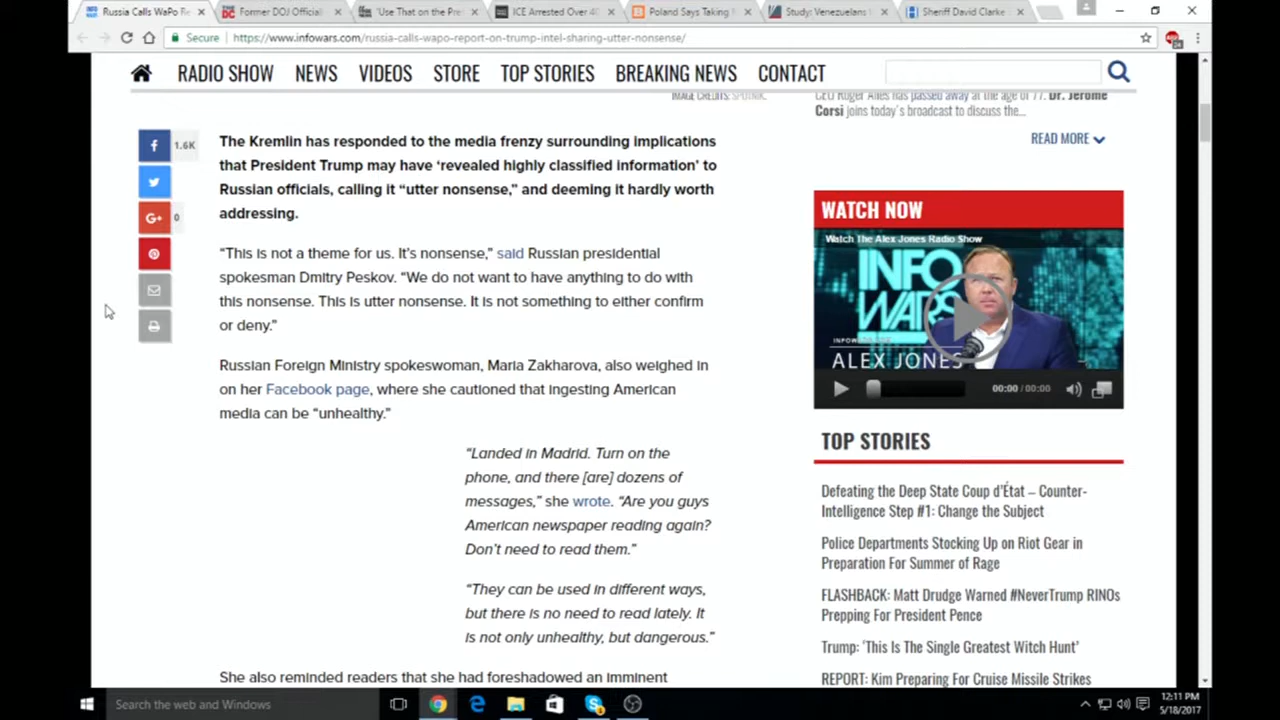 Russia Calls WaPo Re
Former DOJ Official
'Use That on the Pre
ICE Arrested Over 40
Poland Says Taking
Study: Venezuelans
Sheriff David Clarke
Secure
https://www.infowars.com/russia-calls-wapo-report-on-trump-intel-sharing-utter-nonsense/
RADIO SHOW NEWS VIDEOS STORE TOP STORIES BREAKING NEWS CONTACT
IMAGE CREDITS: SPUTNIK.
CEO Roger Ailes has passed away at the age of 77. Dr. Jerome
Corsi joins today's broadcast to discuss the...
READ MORE
1.6K
0
The Kremlin has responded to the media frenzy surrounding implications
that President Trump may have ‘revealed highly classified information’ to
Russian officials, calling it “utter nonsense,” and deeming it hardly worth
addressing.
“This is not a theme for us. It’s nonsense,” said Russian presidential
spokesman Dmitry Peskov. “We do not want to have anything to do with
this nonsense. This is utter nonsense. It is not something to either confirm
or deny.”
Russian Foreign Ministry spokeswoman, Maria Zakharova, also weighed in
on her Facebook page, where she cautioned that ingesting American
media can be “unhealthy.”
“Landed in Madrid. Turn on the
phone, and there [are] dozens of
messages,” she wrote. “Are you guys
American newspaper reading again?
Don’t need to read them.”
“They can be used in different ways,
but there is no need to read lately. It
is not only unhealthy, but dangerous.”
She also reminded readers that she had foreshadowed an imminent
WATCH NOW
Watch The Alex Jones Radio Show
INFO
WARS
ALEX JONES
00:00 / 00:00
TOP STORIES
Defeating the Deep State Coup d’État – Counter-
Intelligence Step #1: Change the Subject
Police Departments Stocking Up on Riot Gear in
Preparation For Summer of Rage
FLASHBACK: Matt Drudge Warned #NeverTrump RINOs
Prepping For President Pence
Trump: ‘This Is The Single Greatest Witch Hunt’
REPORT: Kim Preparing For Cruise Missile Strikes
Search the web and Windows
12:11 PM
5/18/2017